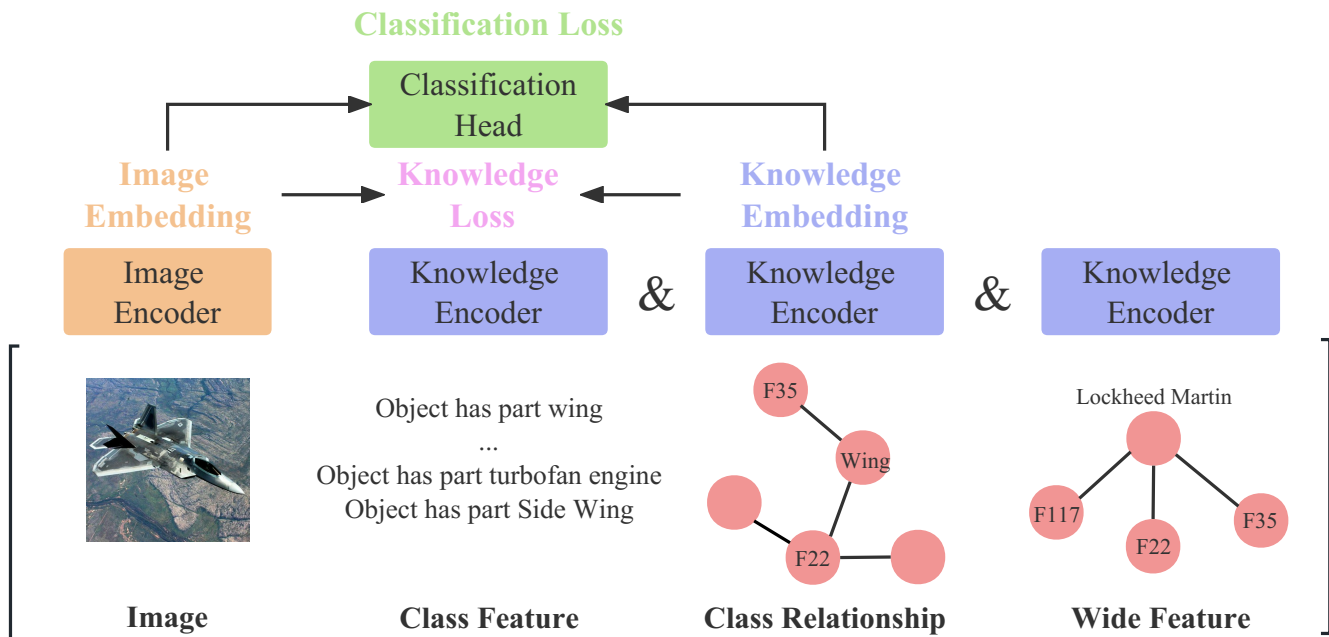 Classification Loss
Classification
Head
Image
Embedding
Knowledge
Loss
Knowledge
Embedding
Image
Encoder
Knowledge
Encoder
&
Knowledge
Encoder
&
Knowledge
Encoder
Object has part wing
...
Object has part turbofan engine
Object has part Side Wing
F35
Wing
F22
Lockheed Martin
F117
F22
F35
Image
Class Feature
Class Relationship
Wide Feature